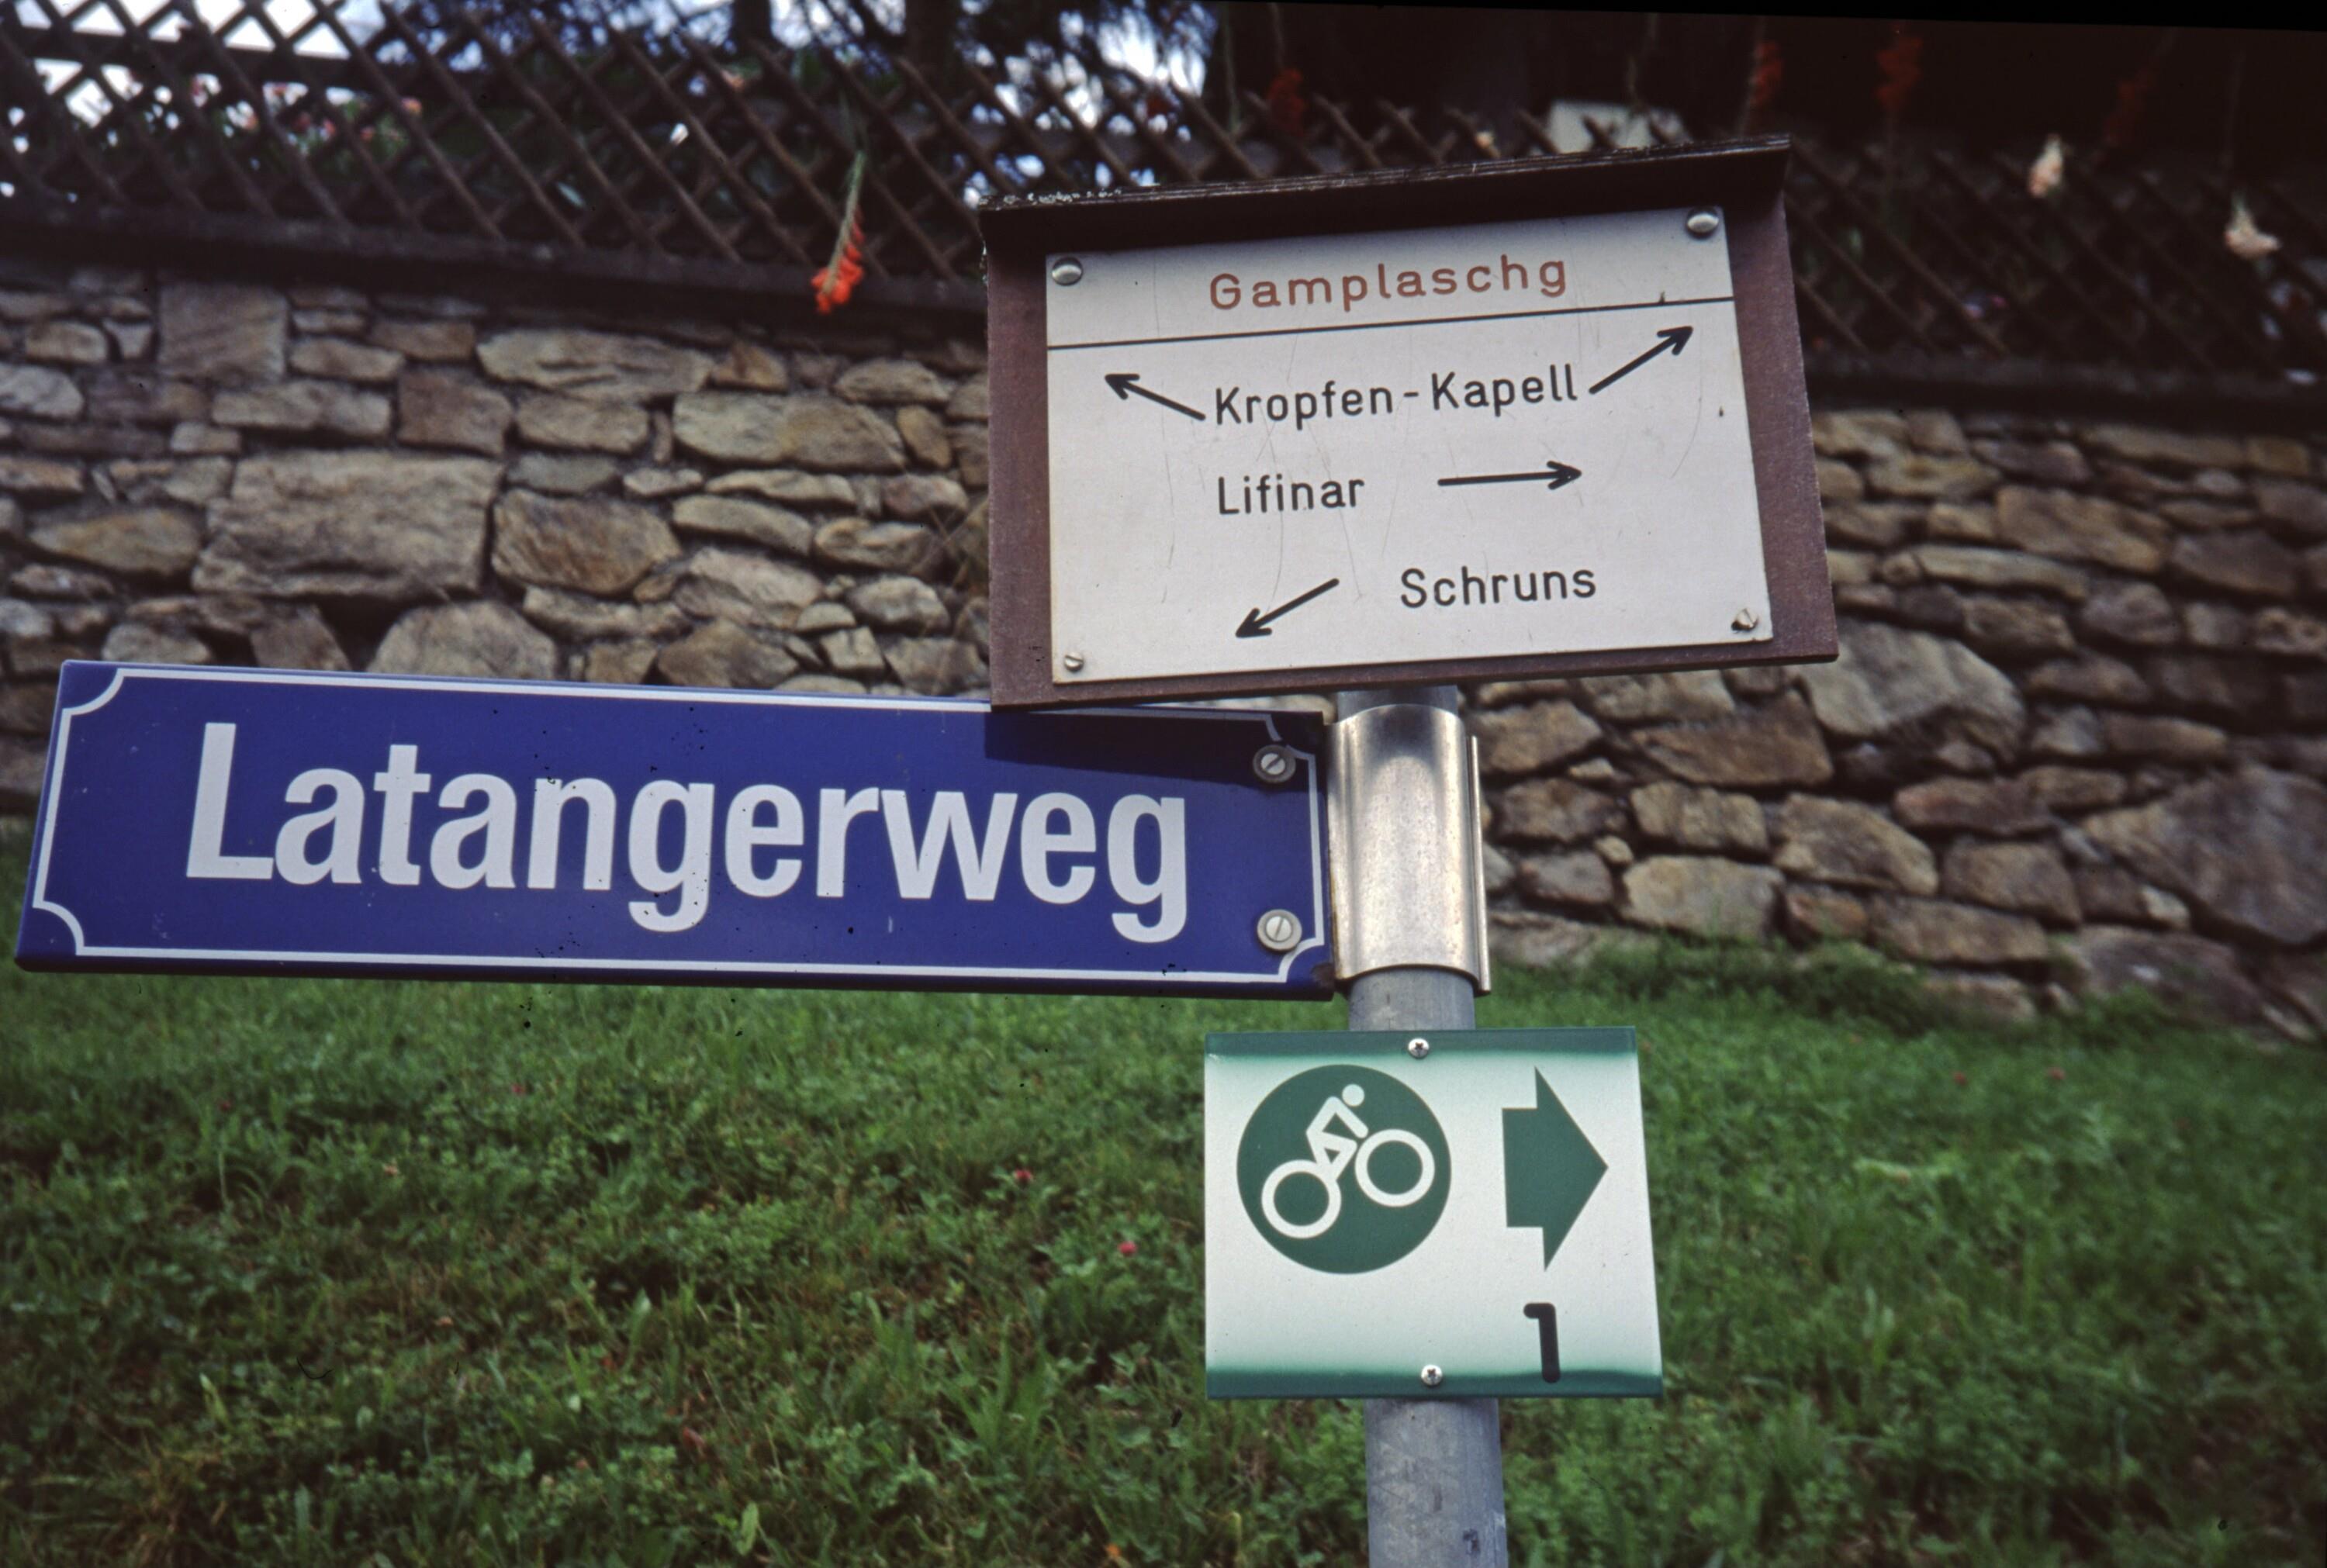 Gamplaschg
Kropfen-Kapell
Lifinar
Schruns
Latangerweg
1